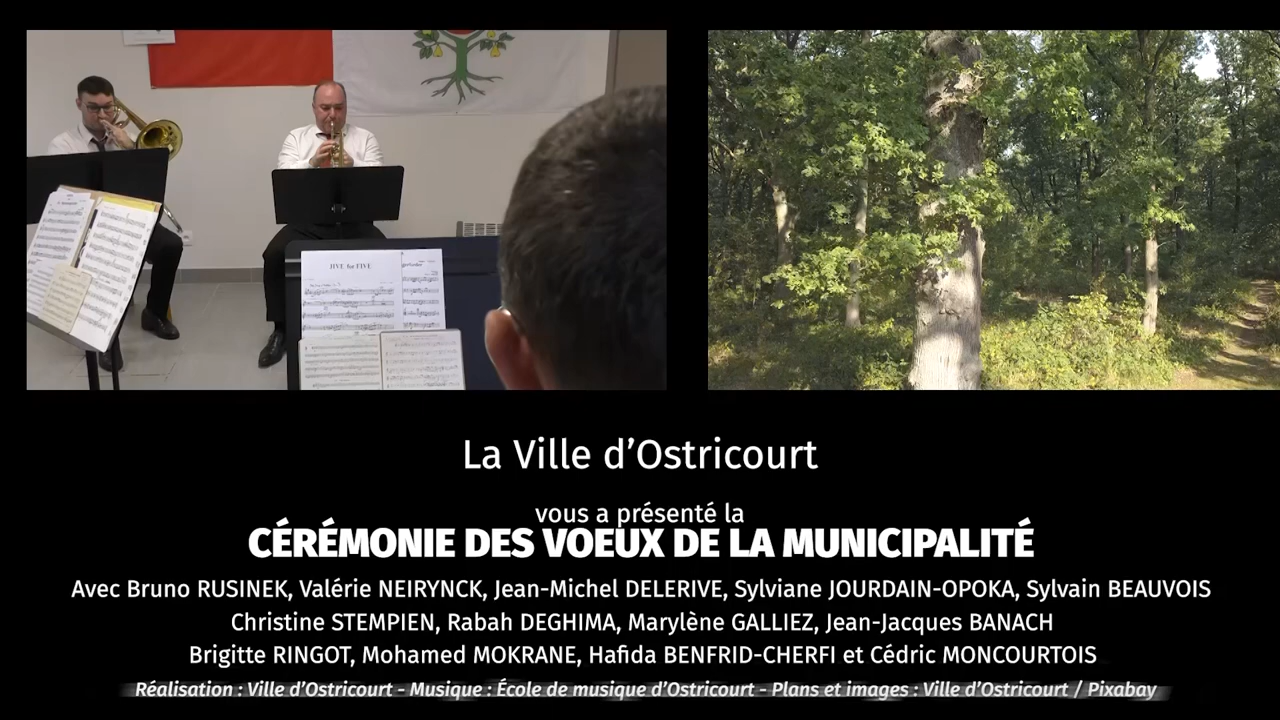 JIVE for FIVE
La Ville d’Ostricourt
vous a présenté la
CÉRÉMONIE DES VOEUX DE LA MUNICIPALITÉ
Avec Bruno RUSINEK, Valérie NEIRYNCK, Jean-Michel DELERIVE, Sylviane JOURDAIN-OPOKA, Sylvain BEAUVOIS
Christine STEMPIEN, Rabah DEGHIMA, Marylène GALLIEZ, Jean-Jacques BANACH
Brigitte RINGOT, Mohamed MOKRANE, Hafida BENFRID-CHERFI et Cédric MONCOURTOIS
Réalisation : Ville d’Ostricourt - Musique : École de musique d’Ostricourt - Plans et images : Ville d’Ostricourt / Pixabay